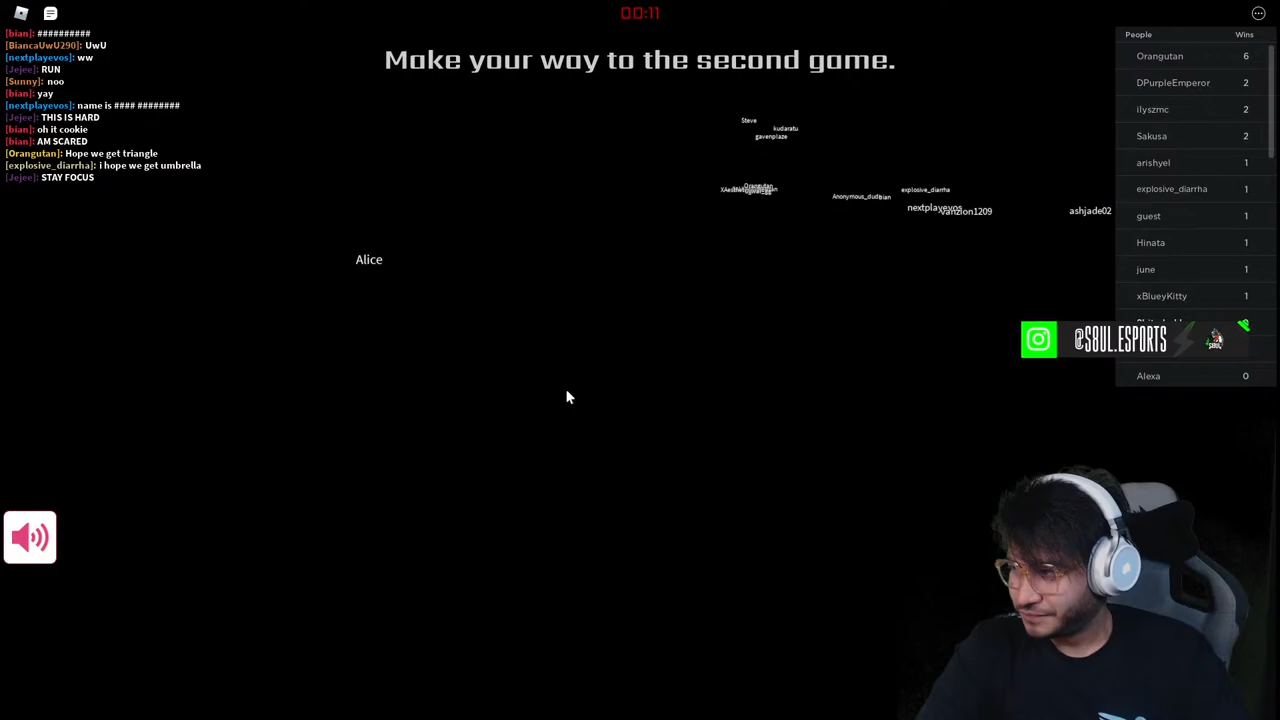 00:11
[bian]: ##########
[BiancaUwU290]: UwU
[nextplayevos]: ww
[Jejee]: RUN
[Sunny]: noo
[bian]: yay
[nextplayevos]: name is #### ########
[Jejee]: THIS IS HARD
[bian]: oh it cookie
[bian]: AM SCARED
[Orangutan]: Hope we get triangle
[explosive_diarrha]: i hope we get umbrella
[Jejee]: STAY FOCUS
Make your way to the second game.
Steve
kudaratu
gavenplaze
Orangutan
Anonymous_dud
bian
explosive_diarrha
nextplayevos
vanzion1209
ashjade02
Alice
People Wins
Orangutan 6
DPurpleEmperor 2
ilyszmc 2
Sakusa 2
arishyel 1
explosive_diarrha 1
guest 1
Hinata 1
june 1
xBlueyKitty 1
@S8UL.ESPORTS
Alexa 0